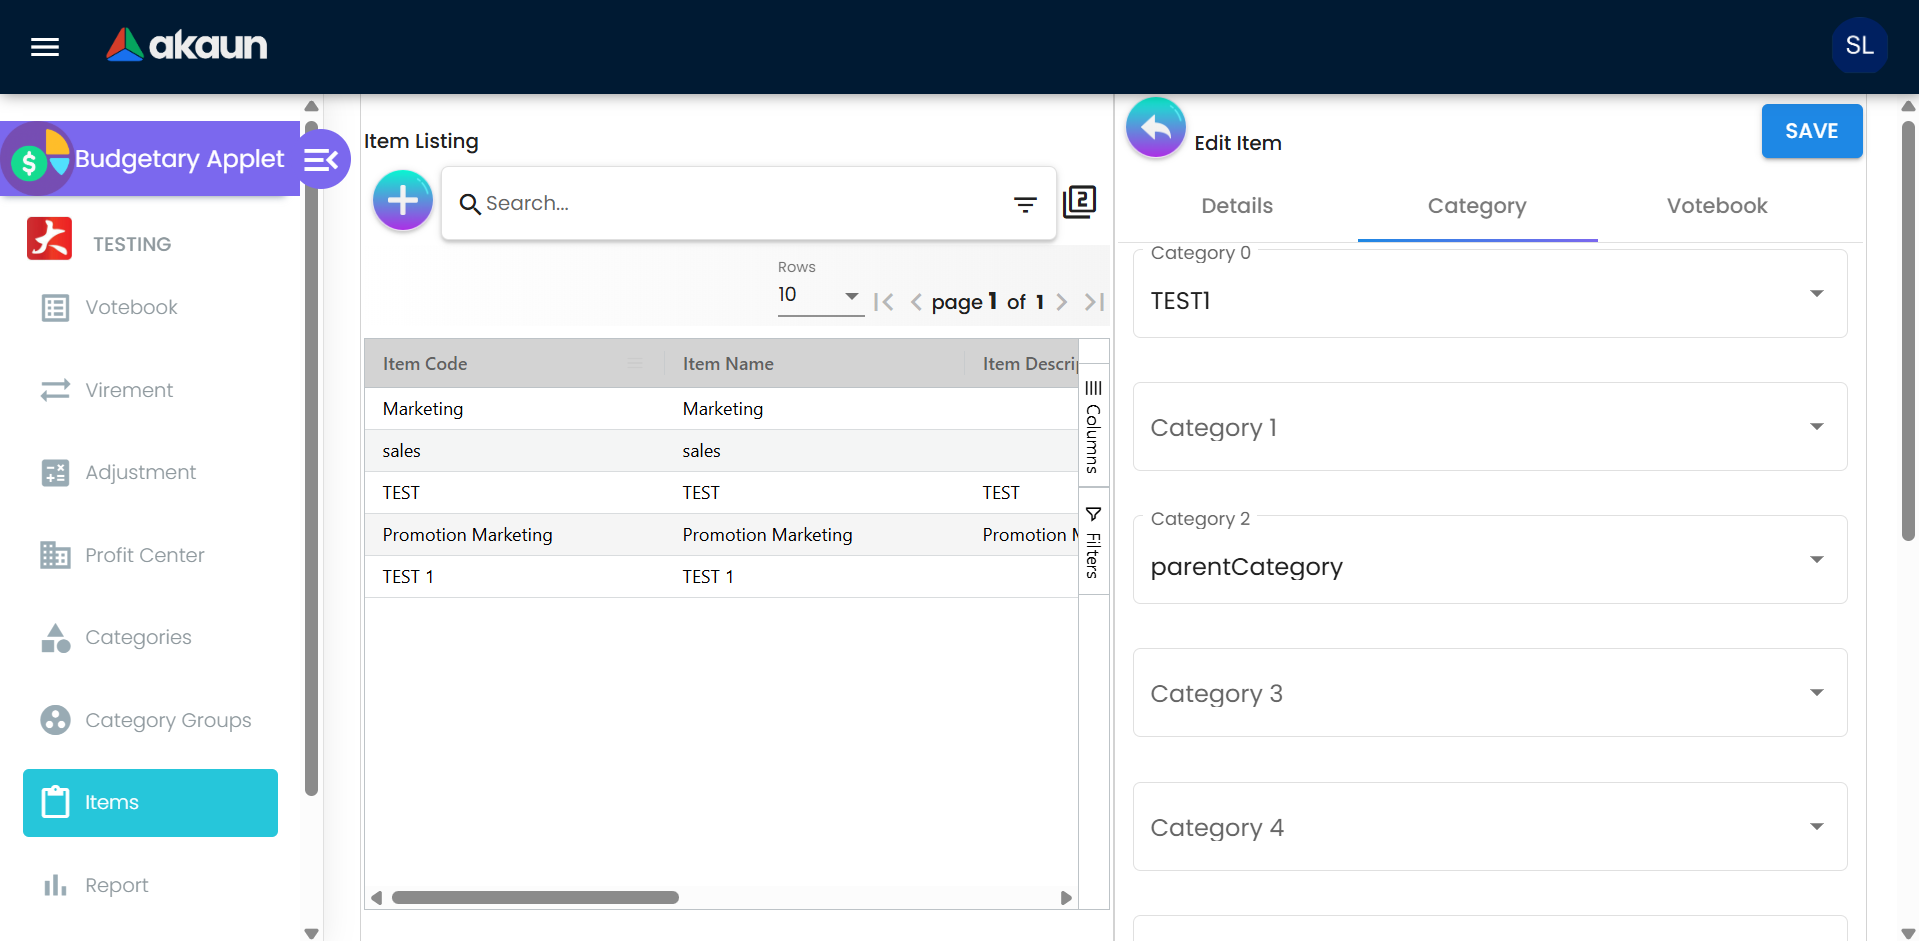 akaun
SL
Budgetary Applet
TESTING
Votebook
Virement
Adjustment
Profit Center
Categories
Category Groups
Items
Report
Item Listing
Search...
2
Rows
10
page 1 of 1
Item Code Item Name Item Descrip
Marketing Marketing
sales sales
TEST TEST TEST
Promotion Marketing Promotion Marketing Promotion M
TEST 1 TEST 1
Columns
Filters
Edit Item
SAVE
Details Category Votebook
Category 0
TEST1
Category 1
Category 2
parentCategory
Category 3
Category 4